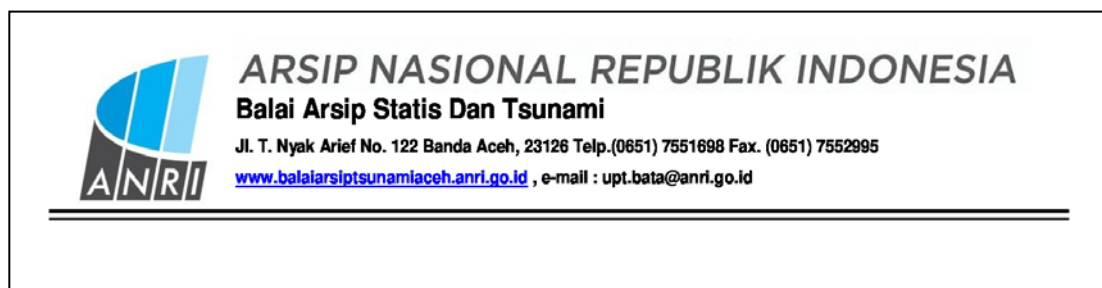 ARSIP NASIONAL REPUBLIK INDONESIA
Balai Arsip Statis Dan Tsunami
Jl. T. Nyak Arief No. 122 Banda Aceh, 23126 Telp.(0651) 7551698 Fax. (0651) 7552995
www.balaiarsiptsunamiaceh.anri.go.id , e-mail : upt.bata@anri.go.id
ANRI